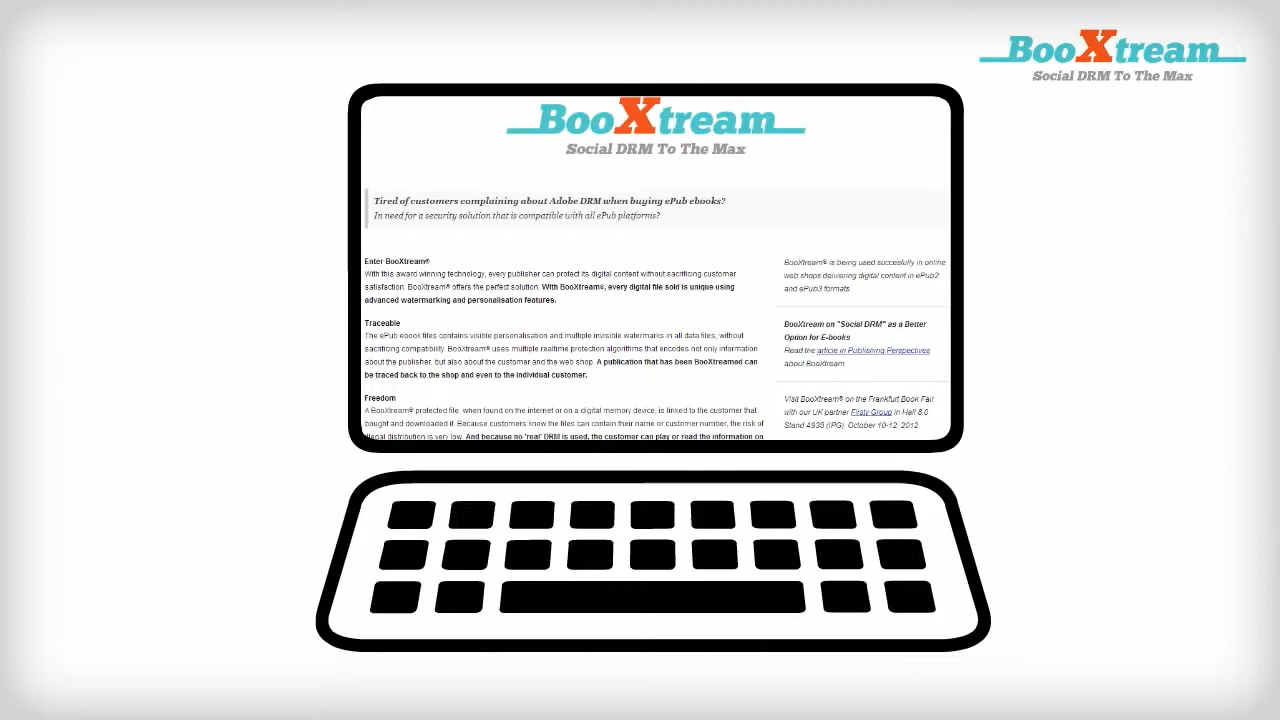 BooXtream
Social DRM To The Max
BooXtream
Social DRM To The Max
Tired of customers complaining about Adobe DRM when buying ePub ebooks?
In need for a security solution that is compatible with all ePub platforms?
Enter BooXtream®
With this award winning technology, every publisher can protect its digital content without sacrificing customer
satisfaction. BooXtream® offers the perfect solution. With BooXtream®, every digital file sold is unique using
advanced watermarking and personalisation features.
Traceable
The ePub ebook files contains visible personalisation and multiple invisible watermarks in all data files, without
sacrificing compatibility. BooXtream® uses multiple realtime protection algorithms that encodes not only information
about the publisher, but also about the customer and the web shop. A publication that has been BooXtreamed can
be traced back to the shop and even to the individual customer.
Freedom
A BooXtream® protected file, when found on the internet or on a digital memory device, is linked to the customer that
bought and downloaded it. Because customers know the files can contain their name or customer number, the risk of
illegal distribution is very low. And because no 'real' DRM is used, the customer can play or read the information on
BooXtream® is being used succesfully in online
web shops delivering digital content in ePub2
and ePub3 formats.
BooXtream on "Social DRM" as a Better
Option for E-books
Read the article in Publishing Perspectives
about BooXtream
Visit BooXtream® on the Frankfurt Book Fair
with our UK partner Firsty Group in Hall 8.0
Stand A935 (IPG), October 10-12, 2012